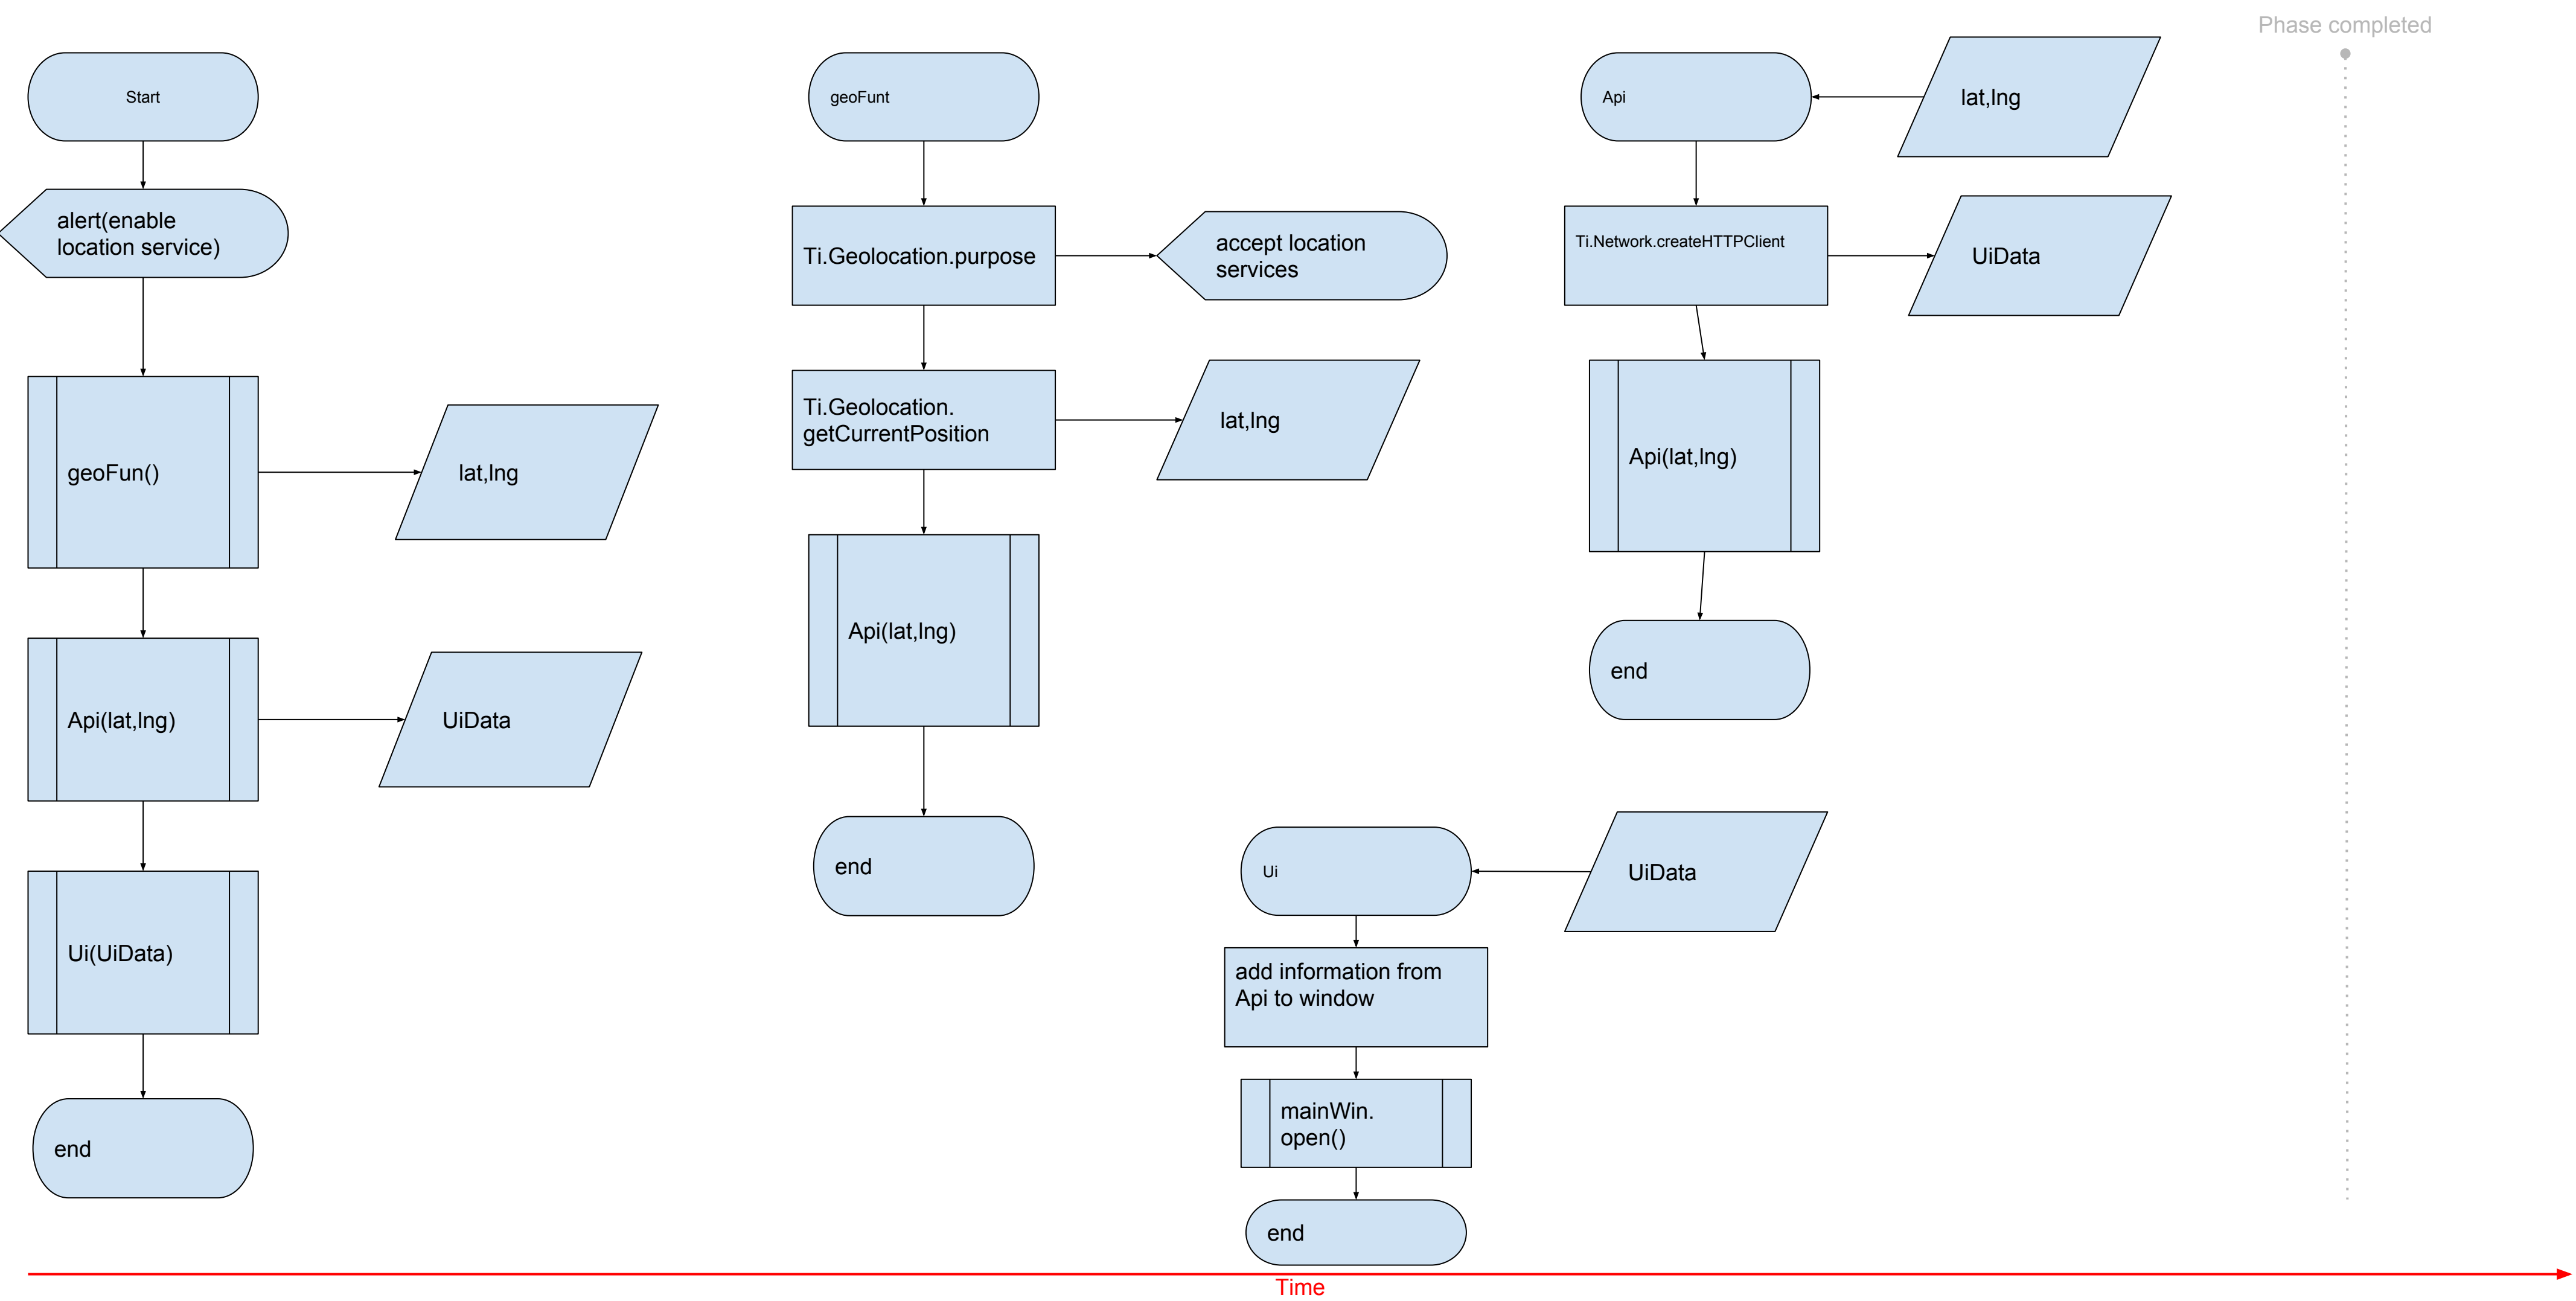 Phase completed
Start
alert(enable
location service)
geoFun()
lat,lng
Api(lat,lng)
UiData
Ui(UiData)
end
geoFunt
Ti.Geolocation.purpose
accept location
services
Ti.Geolocation.
getCurrentPosition
lat,lng
Api(lat,lng)
end
Api
lat,lng
Ti.Network.createHTTPClient
UiData
Api(lat,lng)
end
Ui
UiData
add information from
Api to window
mainWin.
open()
end
Time